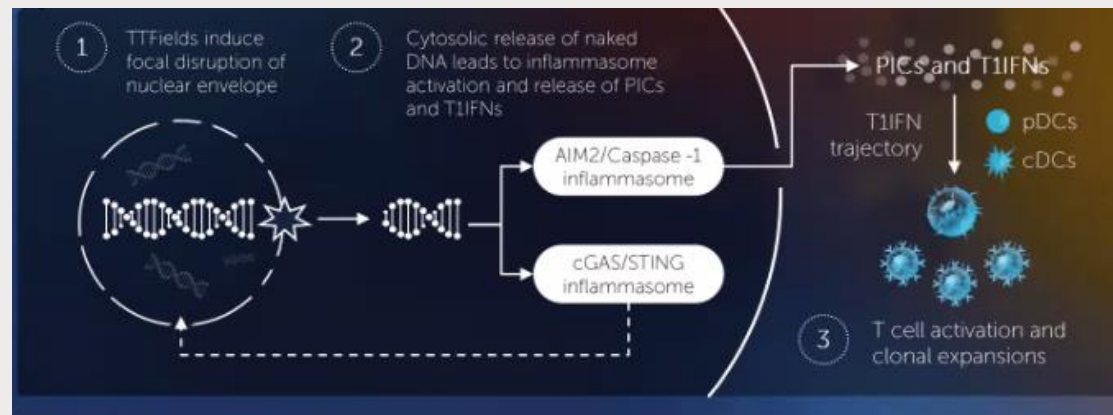 1
TTFields induce
focal disruption of
nuclear envelope
2
Cytosolic release of naked
DNA leads to inflammasome
activation and release of PICs
and T1IFNs
AIM2/Caspase -1
inflammasome
cGAS/STING
inflammasome
PICs and T1IFNs
T1IFN
trajectory
pDCs
cDCs
3
T cell activation and
clonal expansions